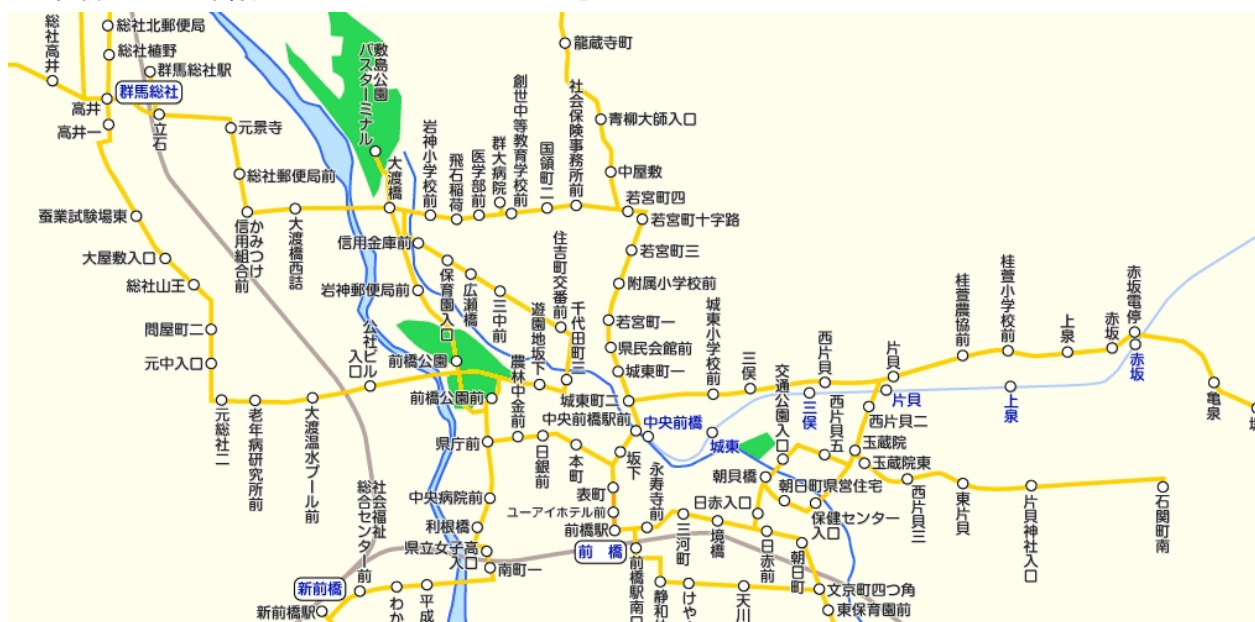 総社高井
総社北郵便局
総社植野
群馬総社駅
群馬総社
高井
高井一
立石
元景寺
総社郵便局前
かみつけ
信用組合前
大渡橋西詰
蚕業試験場東
大屋敷入口
総社山王
問屋町二
元中入口
元総社二
老年病研究所前
大渡温水プール前
公社ビル
入口
敷島公園
バスターミナル
大渡橋
岩神小学校前
飛石稲荷
医学部前
群大病院
創世中等教育学校前
国領町二
社会保険事務所前
龍蔵寺町
青柳大師入口
中屋敷
若宮町四
若宮町十字路
若宮町三
附属小学校前
若宮町一
県民会館前
城東町一
城東町二
信用金庫前
保育園入口
広瀬橋
三中前
住吉町交番前
千代田町三
遊園地坂下
岩神郵便局前
前橋公園
前橋公園前
農林中金前
県庁前
日銀前
本町
中央前橋駅前
中央前橋
坂下
表町
ユーアイホテル前
前橋駅
前橋
永寿寺前
中央病院前
利根橋
県立女子高
入口
南町一
社会福祉
総合センター前
新前橋
新前橋駅
わか
平成
城東小学校前
三俣
三俣
城東
交通公園入口
西片貝
西片貝五
片貝
片貝
西片貝二
玉蔵院
玉蔵院東
西片貝三
東片貝
片貝神社入口
石関町南
桂萱農協前
桂萱小学校前
上泉
上泉
赤坂
赤坂電停
赤坂
亀泉
朝貝橋
朝日町県営住宅
保健センター
入口
日赤入口
日赤前
三河町
境橋
朝日町
文京町四つ角
東保育園前
前橋駅南口
静和
けや
天川